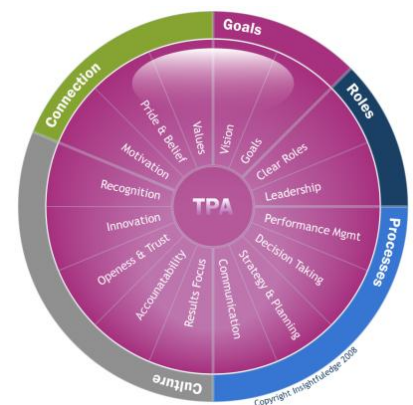 Goals
Roles
Processes
Culture
Connection
Vision
Goals
Clear Roles
Leadership
Performance Mgmt
Decision Taking
Strategy & Planning
Communication
Results Focus
Accounatability
Openess & Trust
Innovation
Recognition
Motivation
Pride & Belief
Values
TPA
Copyright Insightfuledge 2008